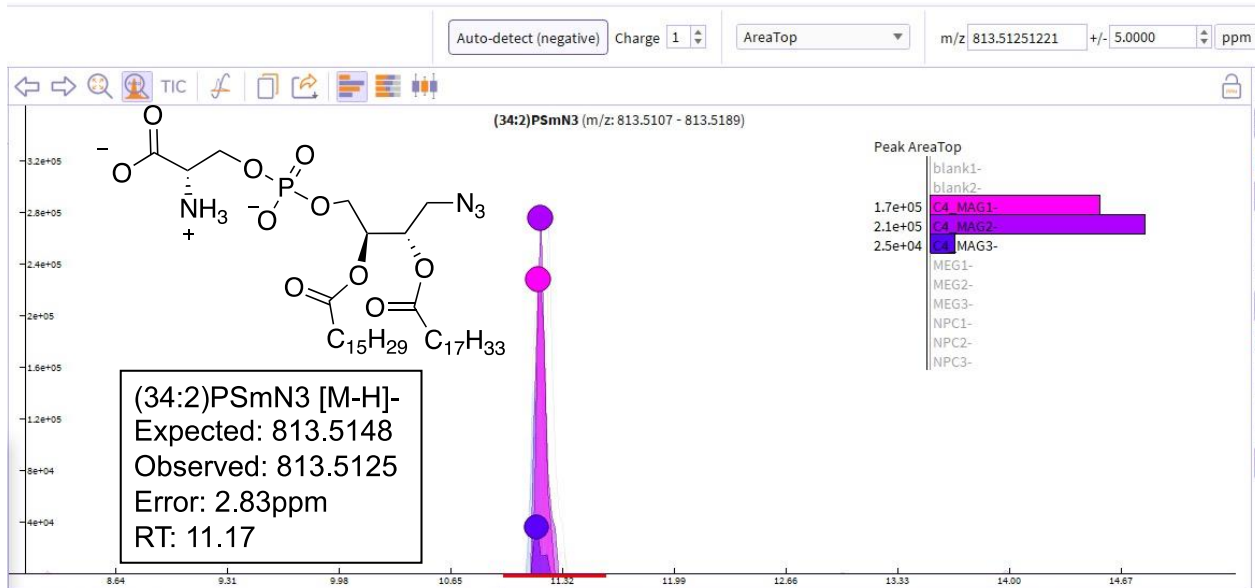 Auto-detect (negative) Charge 1 AreaTop m/z 813.51251221 +/- 5.0000 ppm
TIC
(34:2)PSmN3 (m/z: 813.5107 - 813.5189)
Peak AreaTop
blank1-
blank2-
1.7e+05 C4_MAG1-
2.1e+05 C4_MAG2-
2.5e+04 C4_MAG3-
MEG1-
MEG2-
MEG3-
NPC1-
NPC2-
NPC3-
3.2e+05
2.8e+05
2.4e+05
2e+05
1.6e+05
1.2e+05
8e+04
4e+04
O
−
O
O
O
NH3
+
P
−O
O
N3
O
O
O
O
C15H29
C17H33
(34:2)PSmN3 [M-H]-
Expected: 813.5148
Observed: 813.5125
Error: 2.83ppm
RT: 11.17
8.64 9.31 9.98 10.65 11.32 11.99 12.66 13.33 14.00 14.67